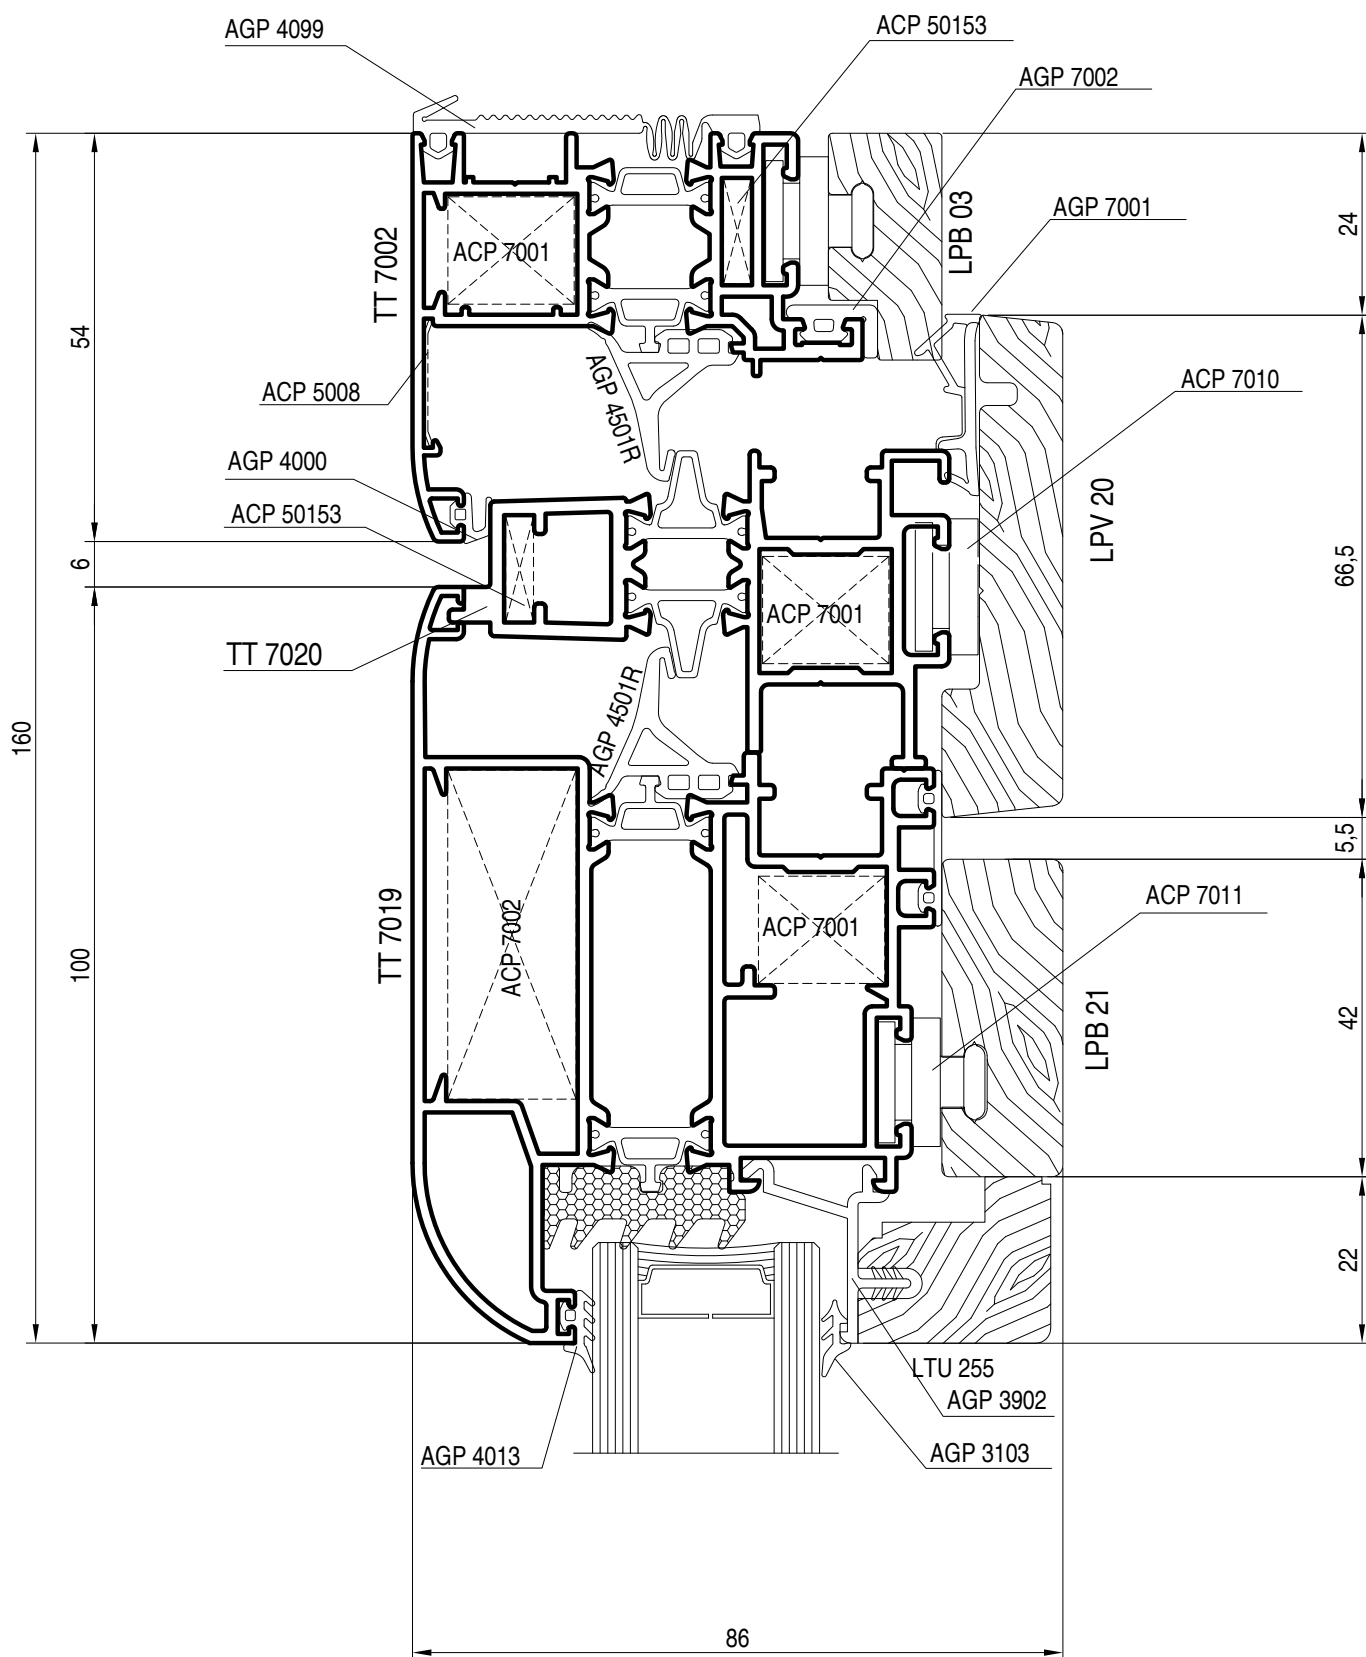 AGP 4099
ACP 50153
AGP 7002
AGP 7001
LPB 03
24
TT 7002
ACP 7001
54
ACP 5008
AGP 4501R
ACP 7010
AGP 4000
ACP 50153
LPV 20
66,5
6
ACP 7001
TT 7020
AGP 4501R
160
5,5
TT 7019
ACP 7002
ACP 7001
ACP 7011
100
LPB 21
42
22
LTU 255
AGP 3902
AGP 4013
AGP 3103
86